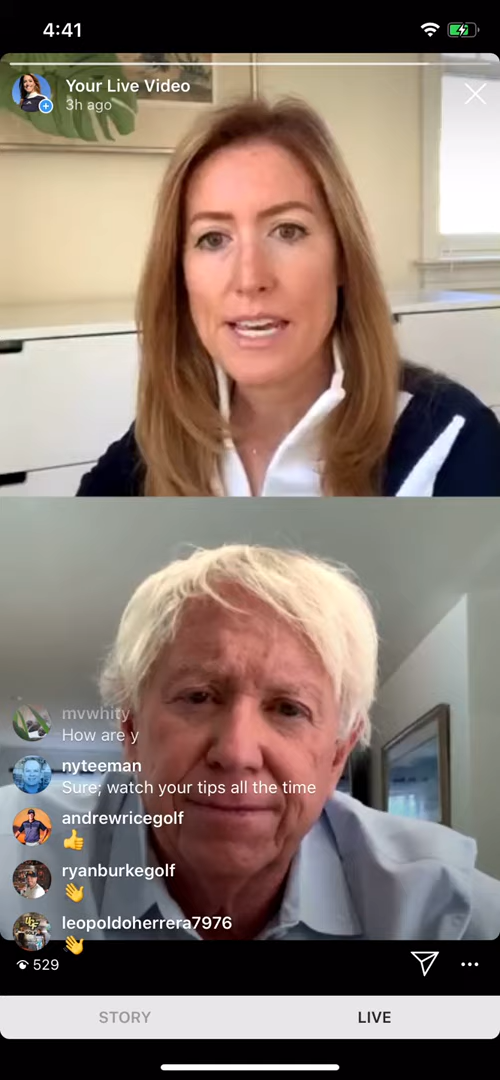 4:41
Your Live Video
3h ago
mvwhity
How are y
nyteeman
Sure; watch your tips all the time
andrewricegolf
👍
ryanburkegolf
👋
leopoldoherrera7976
👋
529
STORY
LIVE